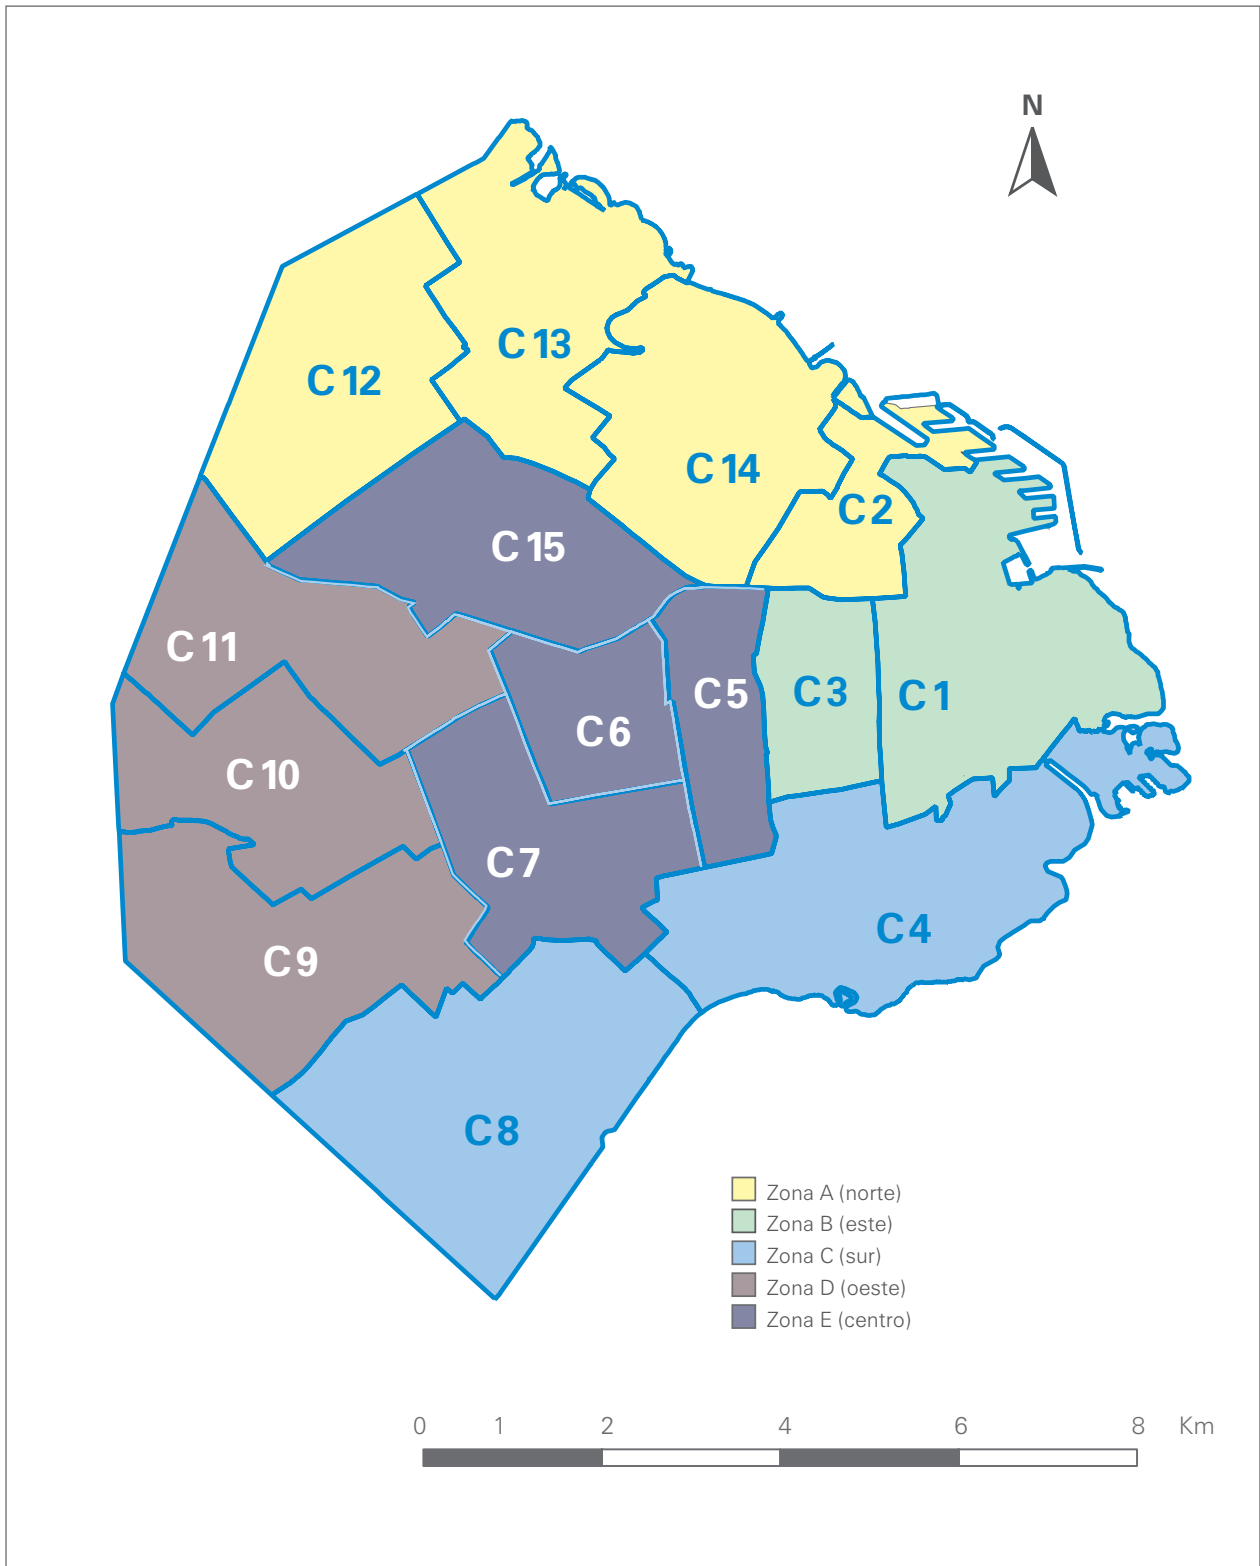 N
C 13
C 12
C 14
C 2
C 15
C 11
C 5
C 3
C 1
C 6
C 10
C 7
C 4
C 9
C 8
Zona A (norte)
Zona B (este)
Zona C (sur)
Zona D (oeste)
Zona E (centro)
0 1 2 4 6 8 Km